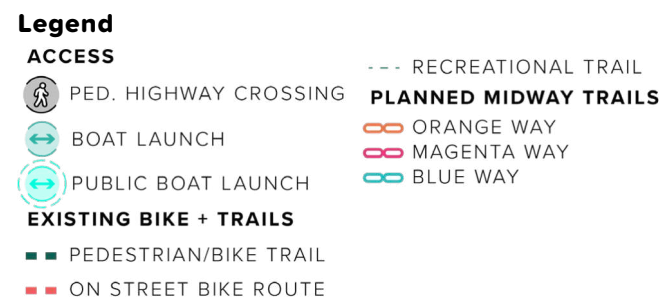 Legend
ACCESS
PED. HIGHWAY CROSSING
BOAT LAUNCH
PUBLIC BOAT LAUNCH
EXISTING BIKE + TRAILS
PEDESTRIAN/BIKE TRAIL
ON STREET BIKE ROUTE
RECREATIONAL TRAIL
PLANNED MIDWAY TRAILS
ORANGE WAY
MAGENTA WAY
BLUE WAY